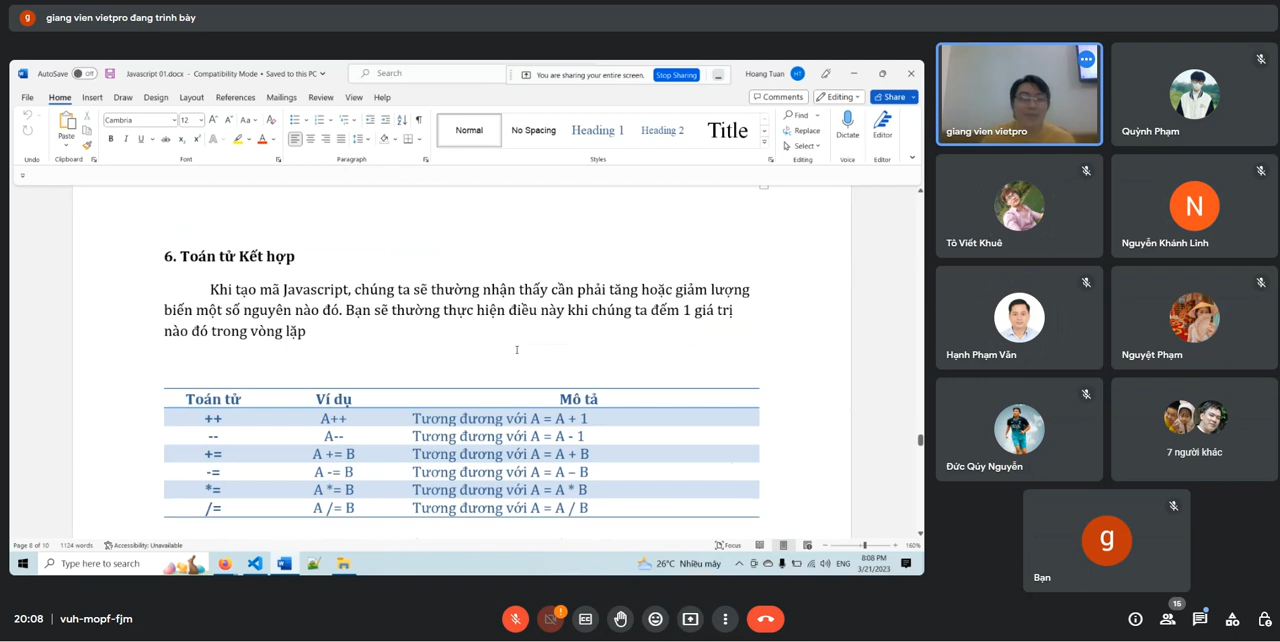 g giang vien vietpro đang trình bày
AutoSave Off Javascript 01.docx - Compatibility Mode • Saved to this PC Search You are sharing your entire screen. Stop Sharing Hoang Tuan HT
File Home Insert Draw Design Layout References Mailings Review View Help Comments Editing Share
Paste Cambria 12 Aa B I U ab x₂ x² A Normal No Spacing Heading 1 Heading 2 Title Find Replace Select Dictate Editor
Undo Clipboard Font Paragraph Styles Editing Voice Editor
6. Toán tử Kết hợp
Khi tạo mã Javascript, chúng ta sẽ thường nhận thấy cần phải tăng hoặc giảm lượng
biến một số nguyên nào đó. Bạn sẽ thường thực hiện điều này khi chúng ta đếm 1 giá trị
nào đó trong vòng lặp
Toán tử Ví dụ Mô tả
++ A++ Tương đương với A = A + 1
-- A-- Tương đương với A = A - 1
+= A += B Tương đương với A = A + B
-= A -= B Tương đương với A = A – B
*= A *= B Tương đương với A = A * B
/= A /= B Tương đương với A = A / B
Page 8 of 10 1124 words Accessibility: Unavailable Focus 160%
Type here to search 26°C Nhiều mây ENG 8:08 PM
3/21/2023
giang vien vietpro
Quỳnh Phạm
Tô Viết Khuê
N
Nguyễn Khánh Linh
Hạnh Phạm Văn
Nguyệt Phạm
Đức Qúy Nguyễn
7 người khác
g
Bạn
20:08 vuh-mopf-fjm 15